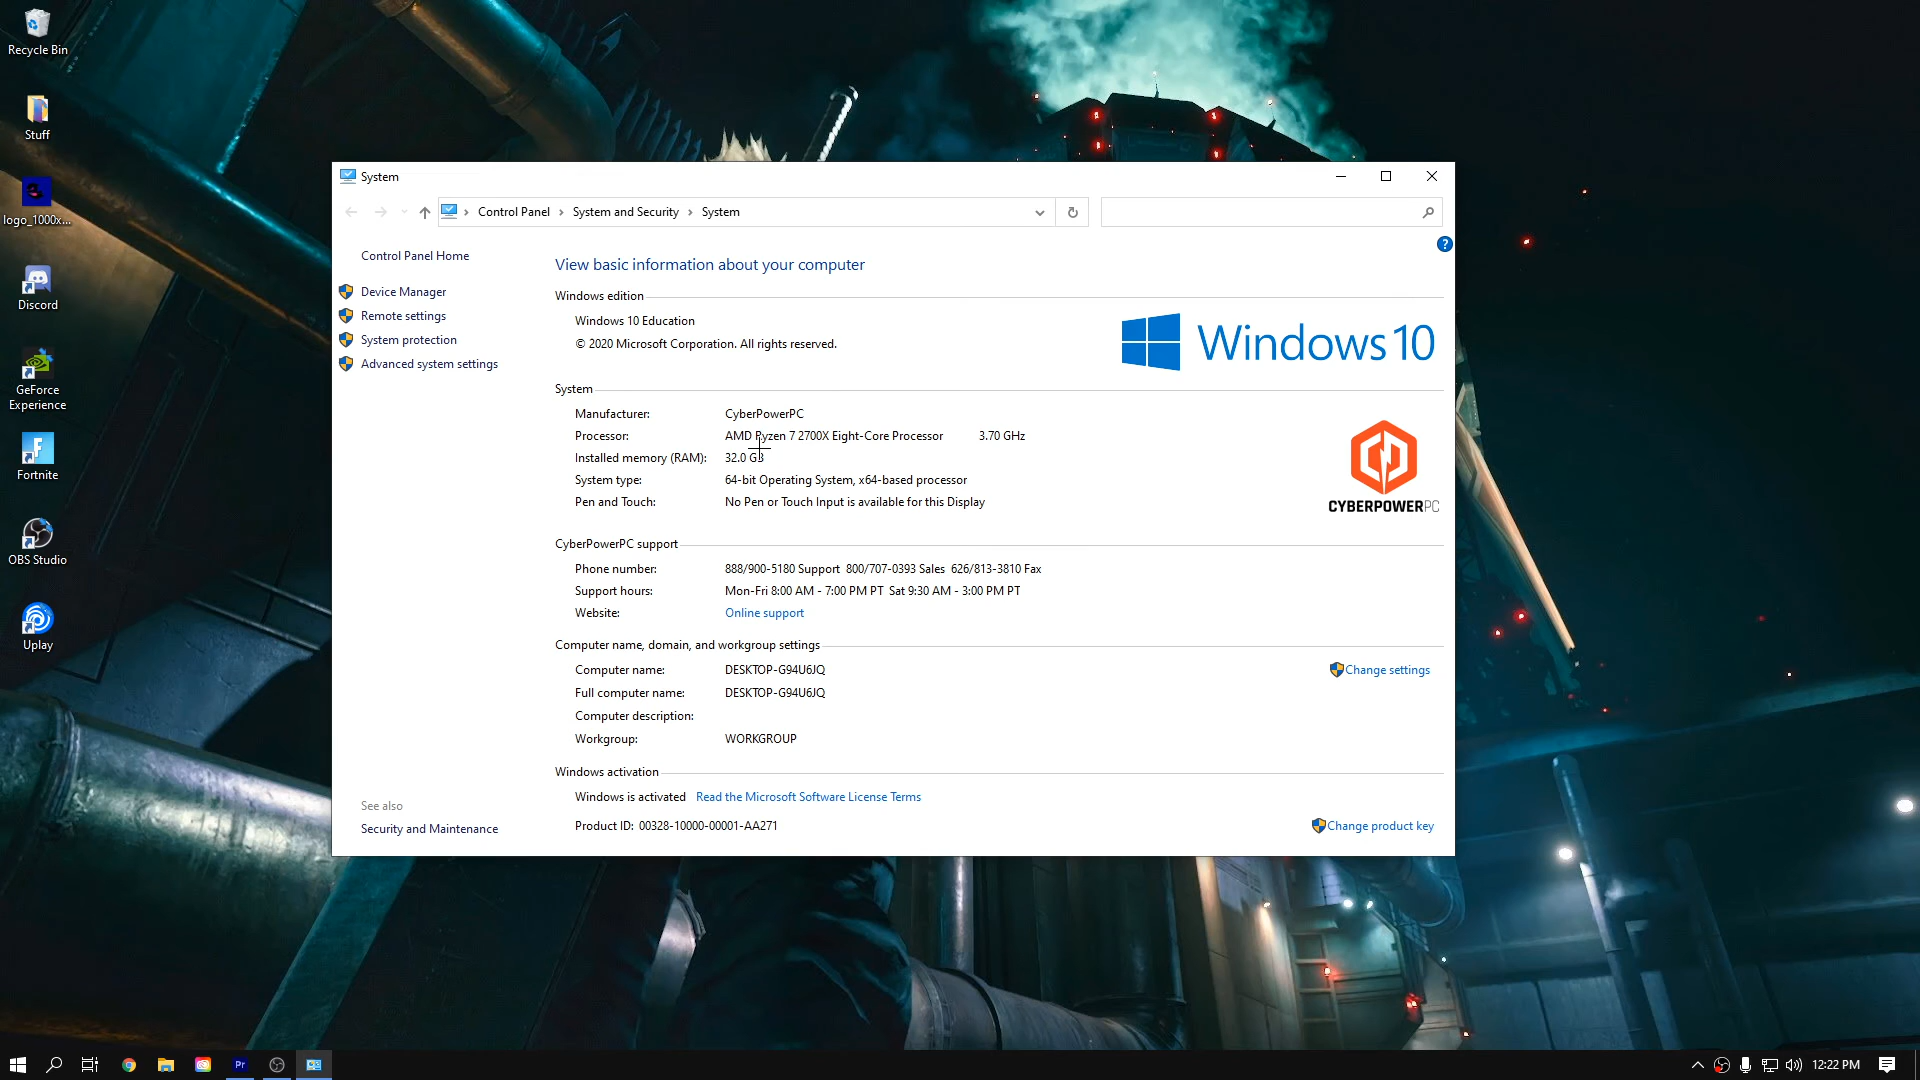 Recycle Bin
Stuff
logo_1000x...
Discord
GeForce
Experience
Fortnite
OBS Studio
Uplay
System
Control Panel > System and Security > System
Control Panel Home
Device Manager
Remote settings
System protection
Advanced system settings
See also
Security and Maintenance
View basic information about your computer
Windows edition
Windows 10 Education
© 2020 Microsoft Corporation. All rights reserved.
Windows 10
System
Manufacturer: CyberPowerPC
Processor: AMD Ryzen 7 2700X Eight-Core Processor 3.70 GHz
Installed memory (RAM): 32.0 GB
System type: 64-bit Operating System, x64-based processor
Pen and Touch: No Pen or Touch Input is available for this Display
CYBERPOWERPC
CyberPowerPC support
Phone number: 888/900-5180 Support 800/707-0393 Sales 626/813-3810 Fax
Support hours: Mon-Fri 8:00 AM - 7:00 PM PT Sat 9:30 AM - 3:00 PM PT
Website: Online support
Computer name, domain, and workgroup settings
Computer name: DESKTOP-G94U6JQ Change settings
Full computer name: DESKTOP-G94U6JQ
Computer description:
Workgroup: WORKGROUP
Windows activation
Windows is activated Read the Microsoft Software License Terms
Product ID: 00328-10000-00001-AA271 Change product key
Pr
12:22 PM